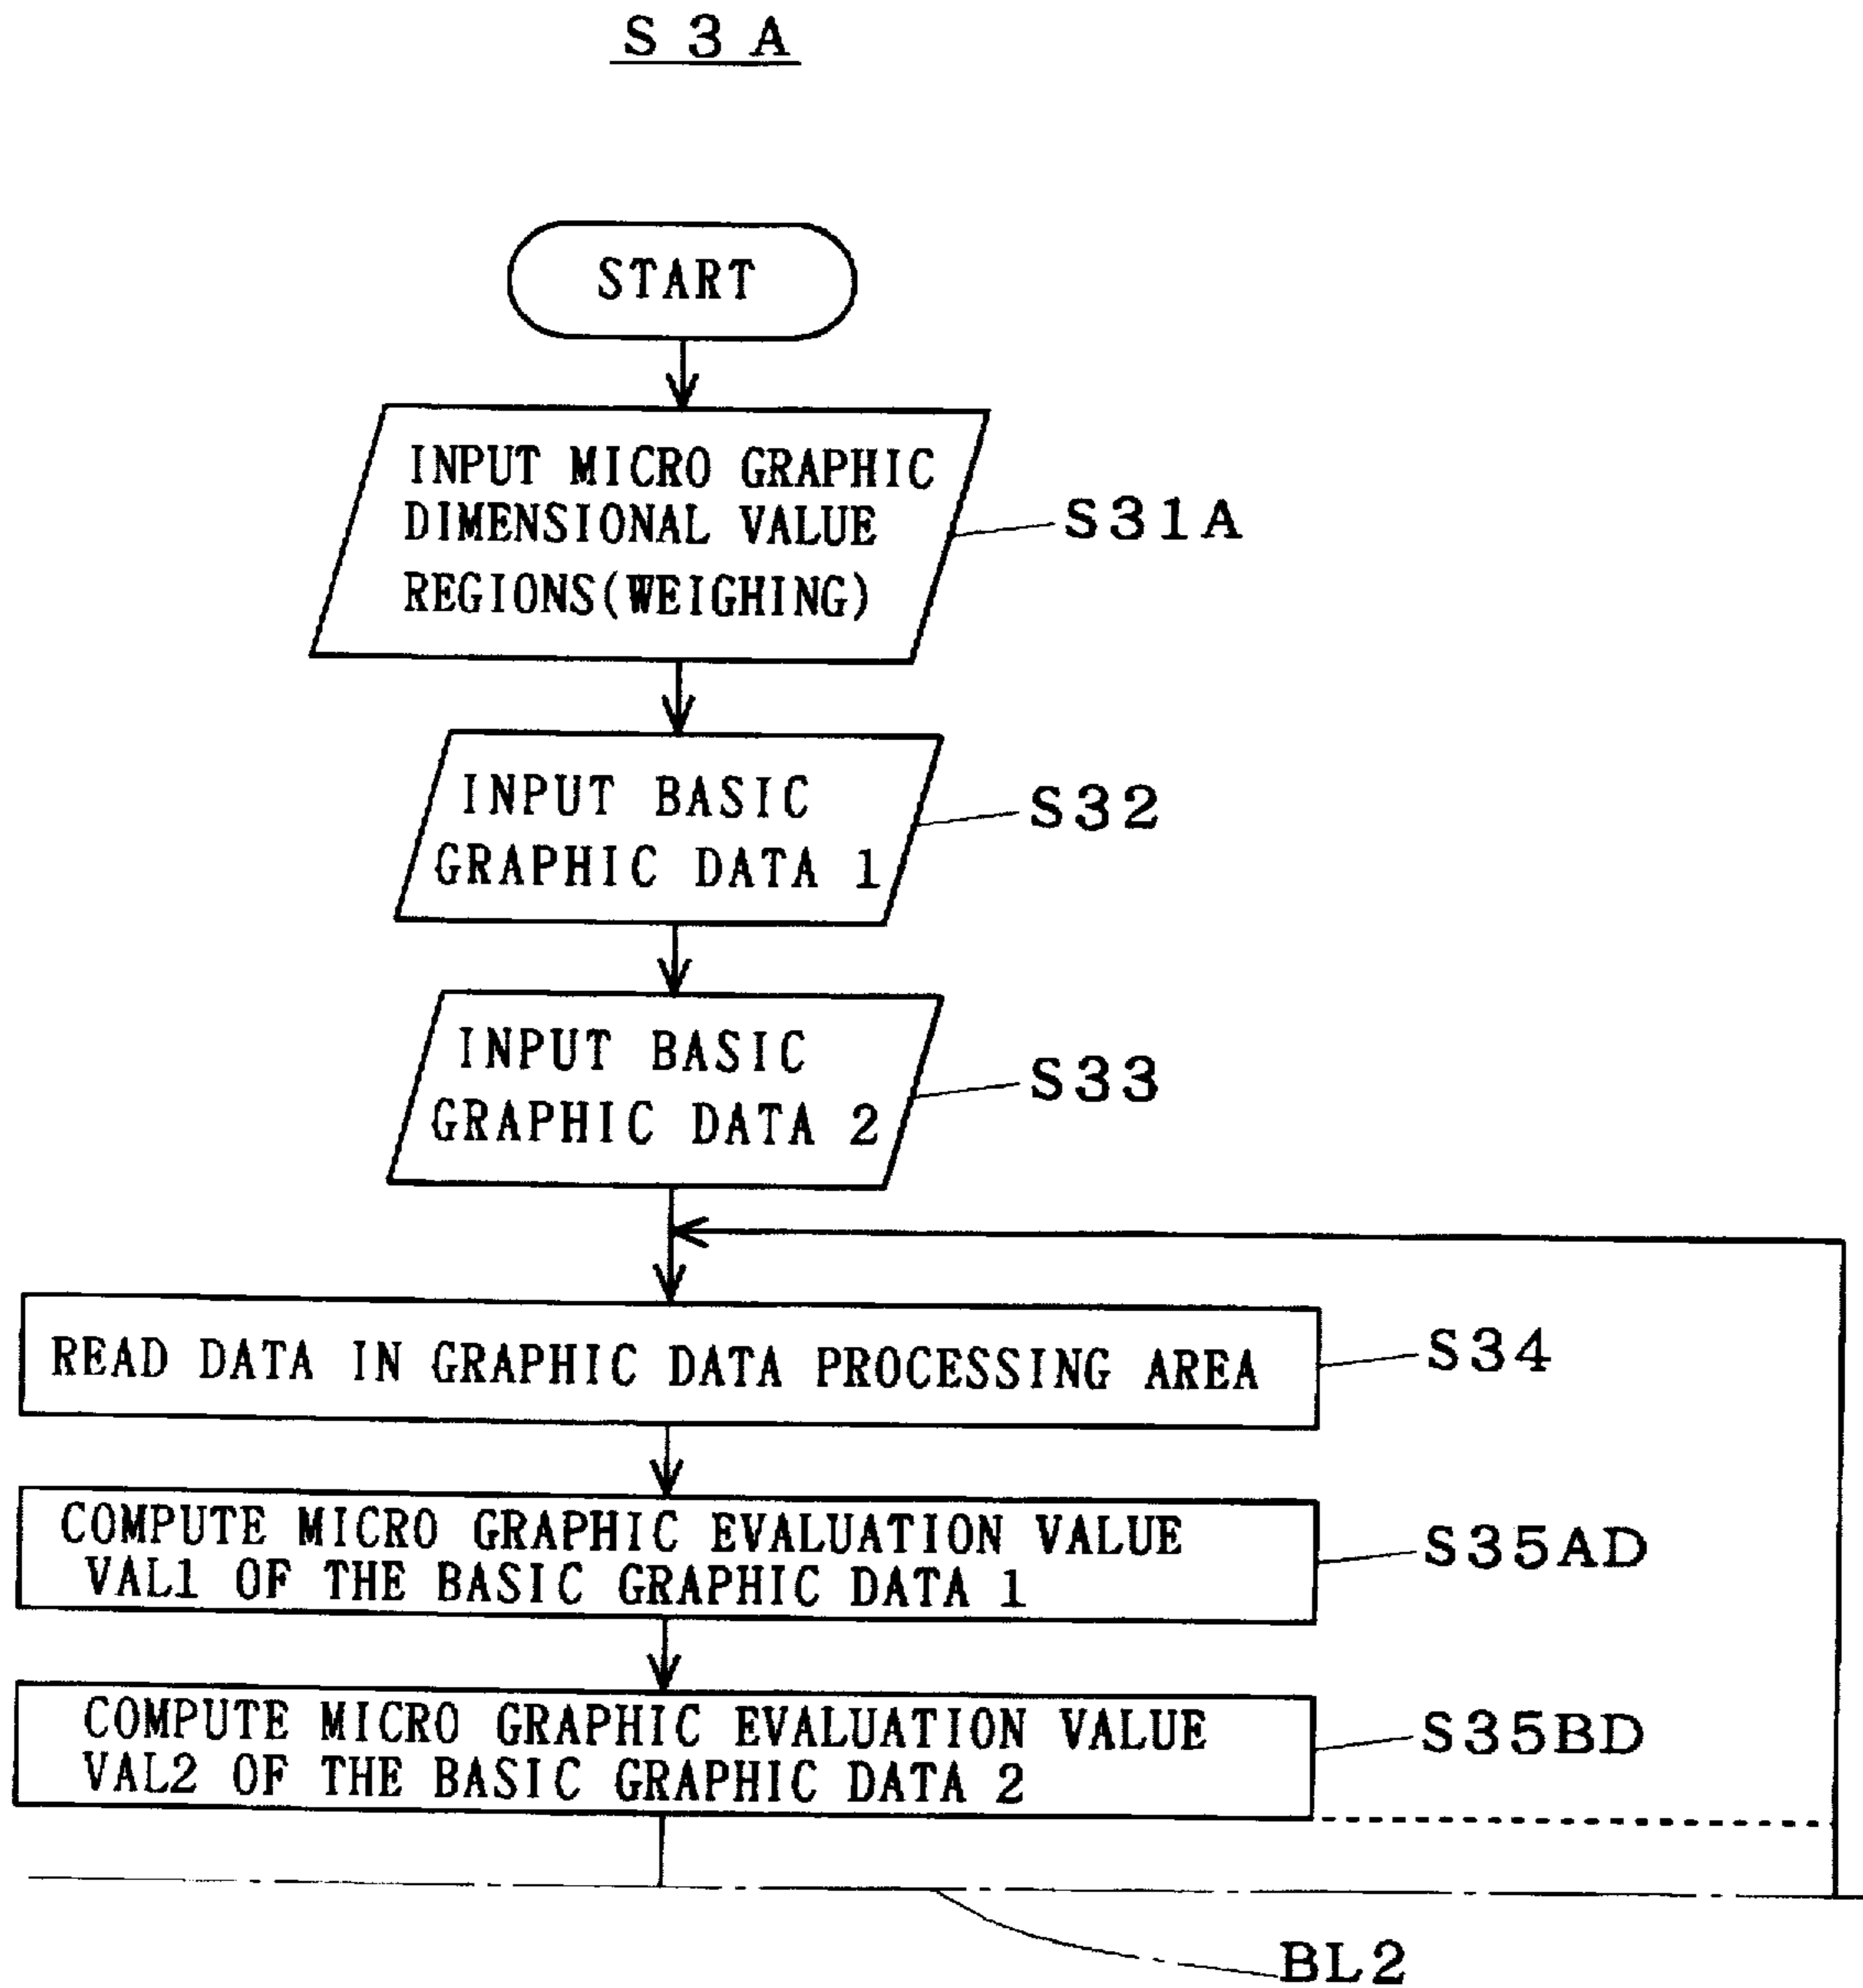 S3A
START
INPUT MICRO GRAPHIC
DIMENSIONAL VALUE
REGIONS(WEIGHING)
S31A
INPUT BASIC
GRAPHIC DATA 1
S32
INPUT BASIC
GRAPHIC DATA 2
S33
READ DATA IN GRAPHIC DATA PROCESSING AREA
S34
COMPUTE MICRO GRAPHIC EVALUATION VALUE
VAL1 OF THE BASIC GRAPHIC DATA 1
S35AD
COMPUTE MICRO GRAPHIC EVALUATION VALUE
VAL2 OF THE BASIC GRAPHIC DATA 2
S35BD
BL2